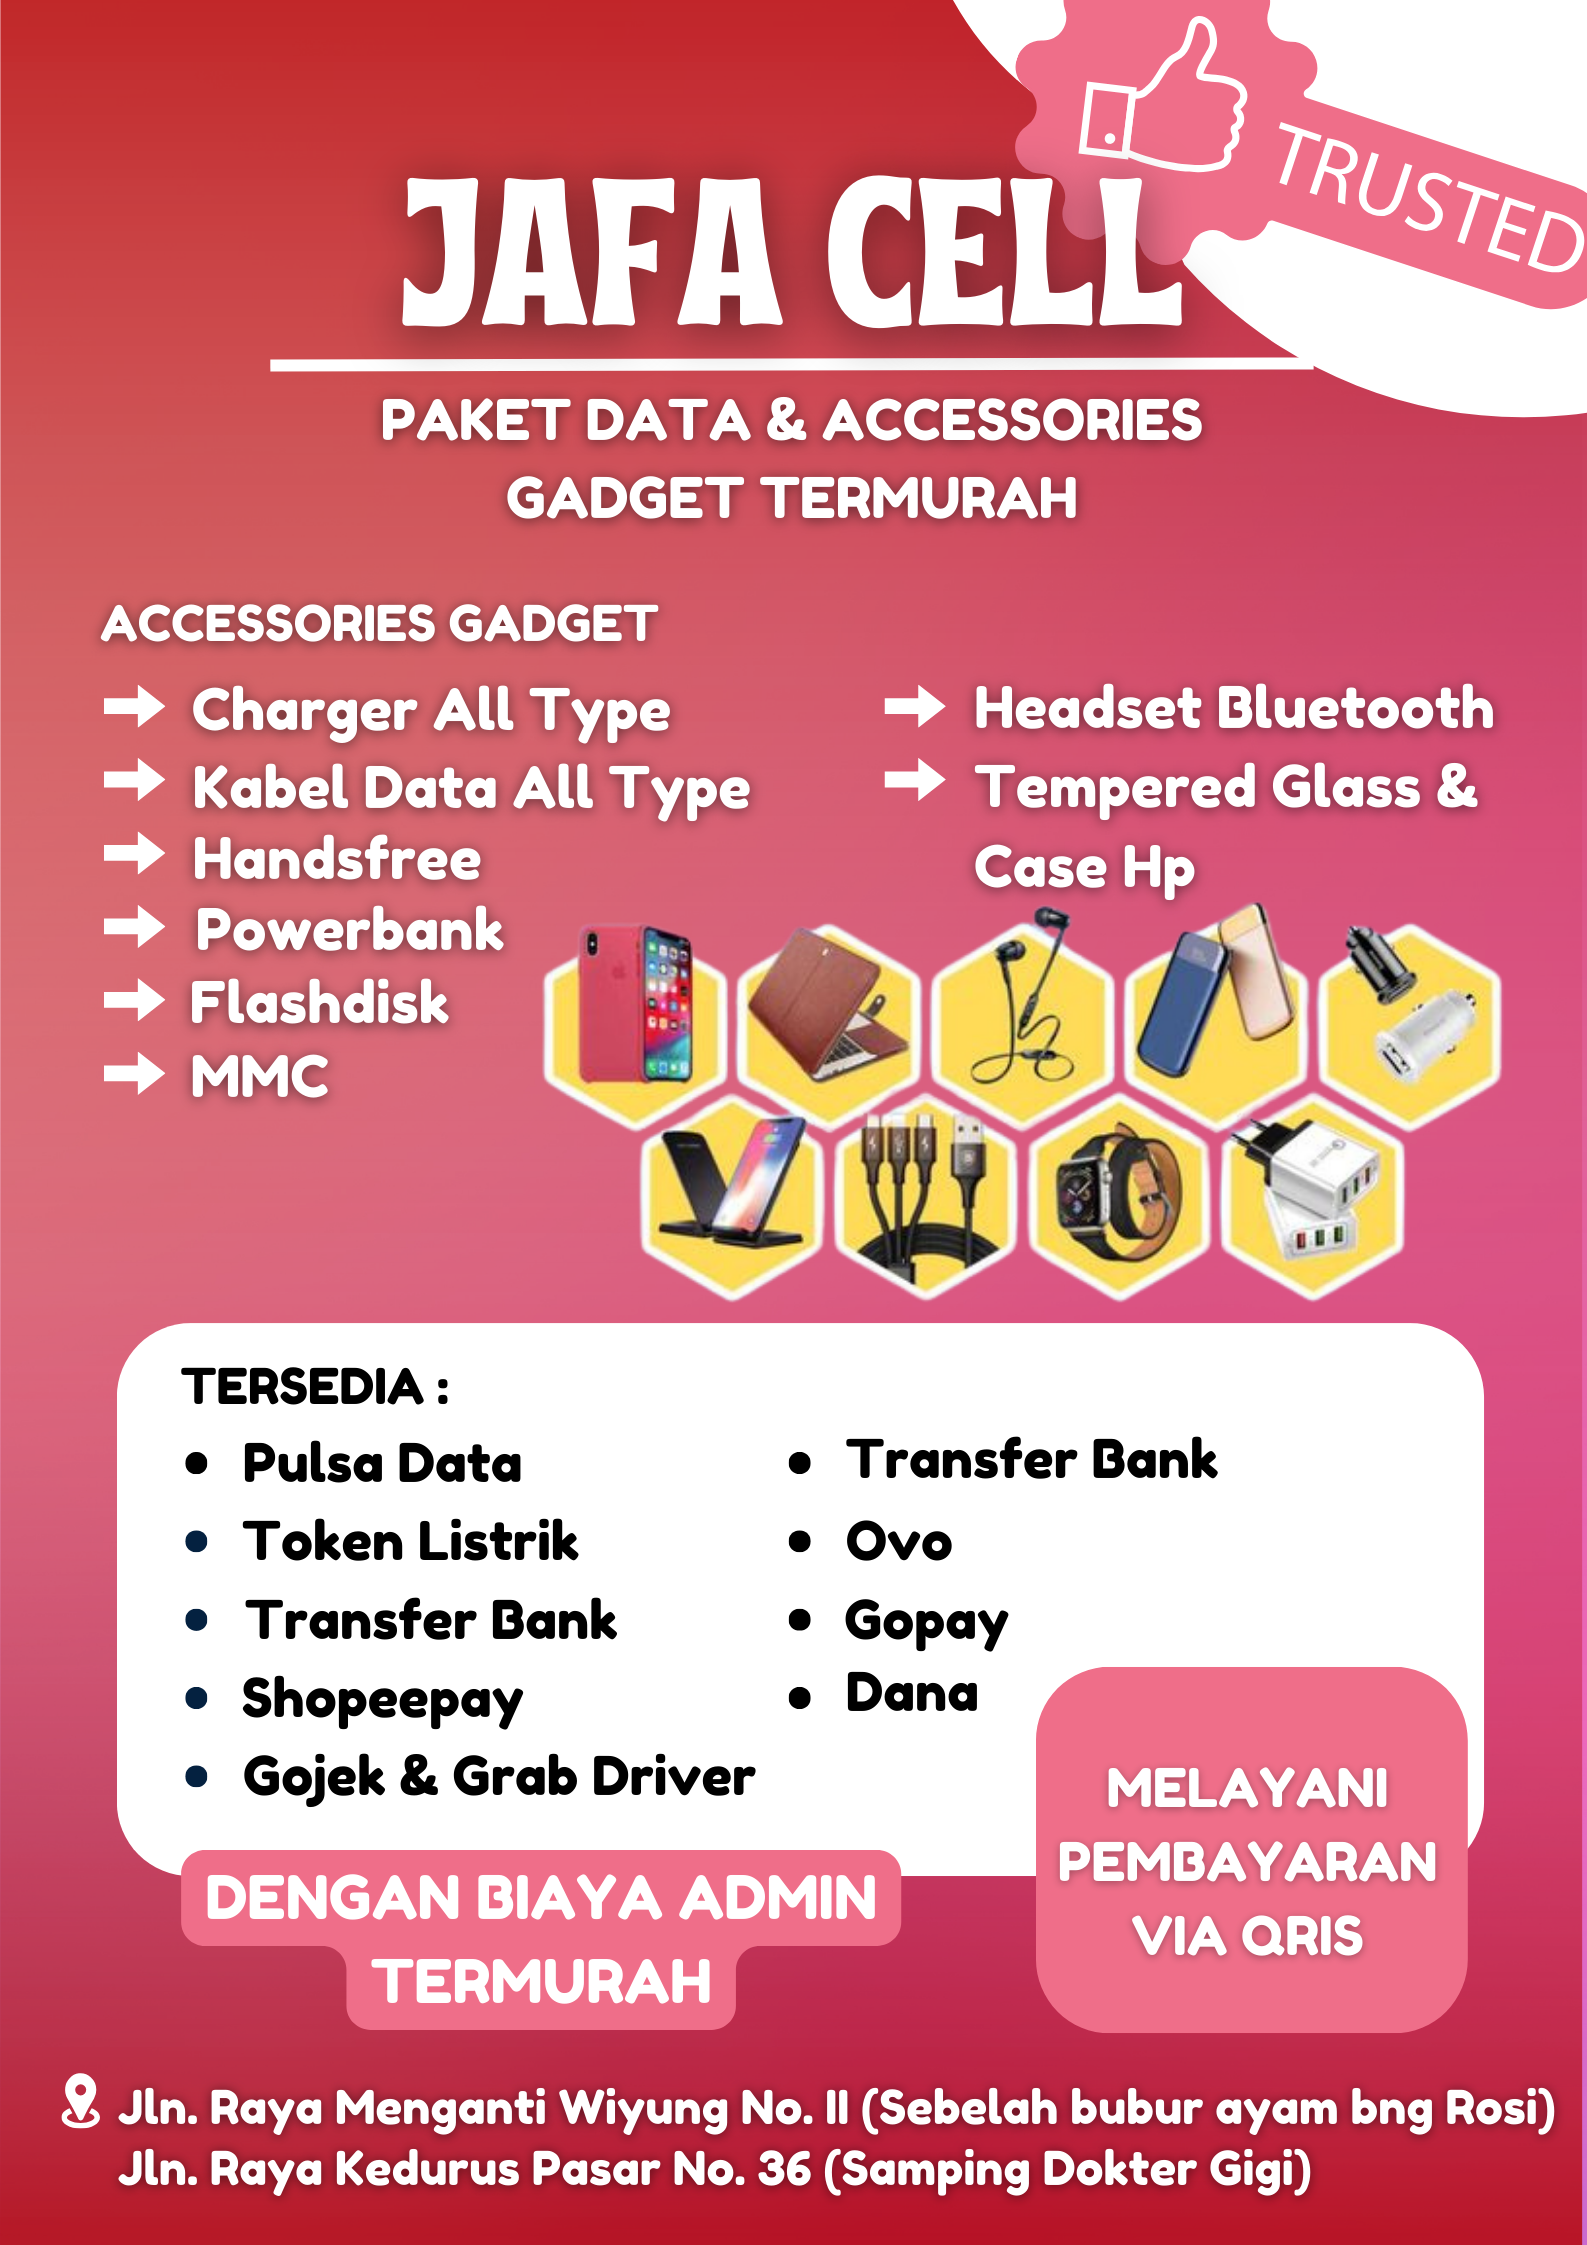 TRUSTED
JAFA CELL
PAKET DATA & ACCESSORIES
GADGET TERMURAH
ACCESSORIES GADGET
Charger All Type
Kabel Data All Type
Handsfree
Powerbank
Flashdisk
MMC
Headset Bluetooth
Tempered Glass &
Case Hp
TERSEDIA :
• Pulsa Data
• Token Listrik
• Transfer Bank
• Shopeepay
• Gojek & Grab Driver
• Transfer Bank
• Ovo
• Gopay
• Dana
DENGAN BIAYA ADMIN
TERMURAH
MELAYANI
PEMBAYARAN
VIA QRIS
Jln. Raya Menganti Wiyung No. II (Sebelah bubur ayam bng Rosi)
Jln. Raya Kedurus Pasar No. 36 (Samping Dokter Gigi)